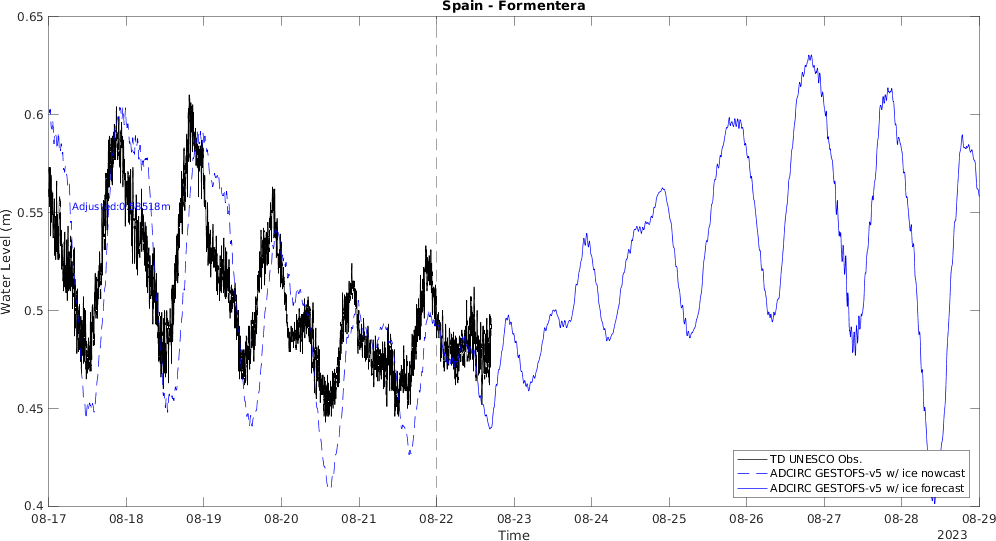 Spain - Formentera
0.65
0.6
0.55
0.5
0.45
0.4
Water Level (m)
TD UNESCO Obs.
ADCIRC GESTOFS-v5 w/ ice nowcast
ADCIRC GESTOFS-v5 w/ ice forecast
08-17 08-18 08-19 08-20 08-21 08-22 08-23 08-24 08-25 08-26 08-27 08-28 08-29
Time
2023